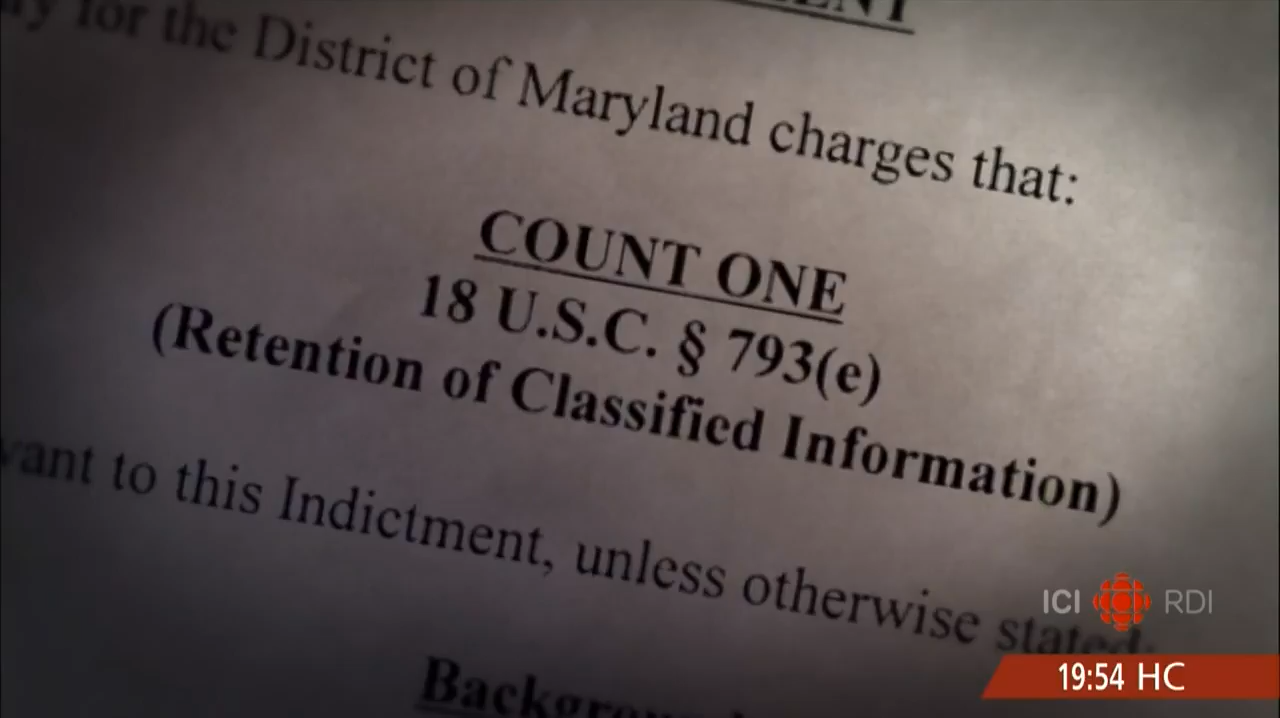 for the District of Maryland charges that:
COUNT ONE
18 U.S.C. § 793(e)
(Retention of Classified Information)
to this Indictment, unless otherwise stated:
ICI RDI
19:54 HC